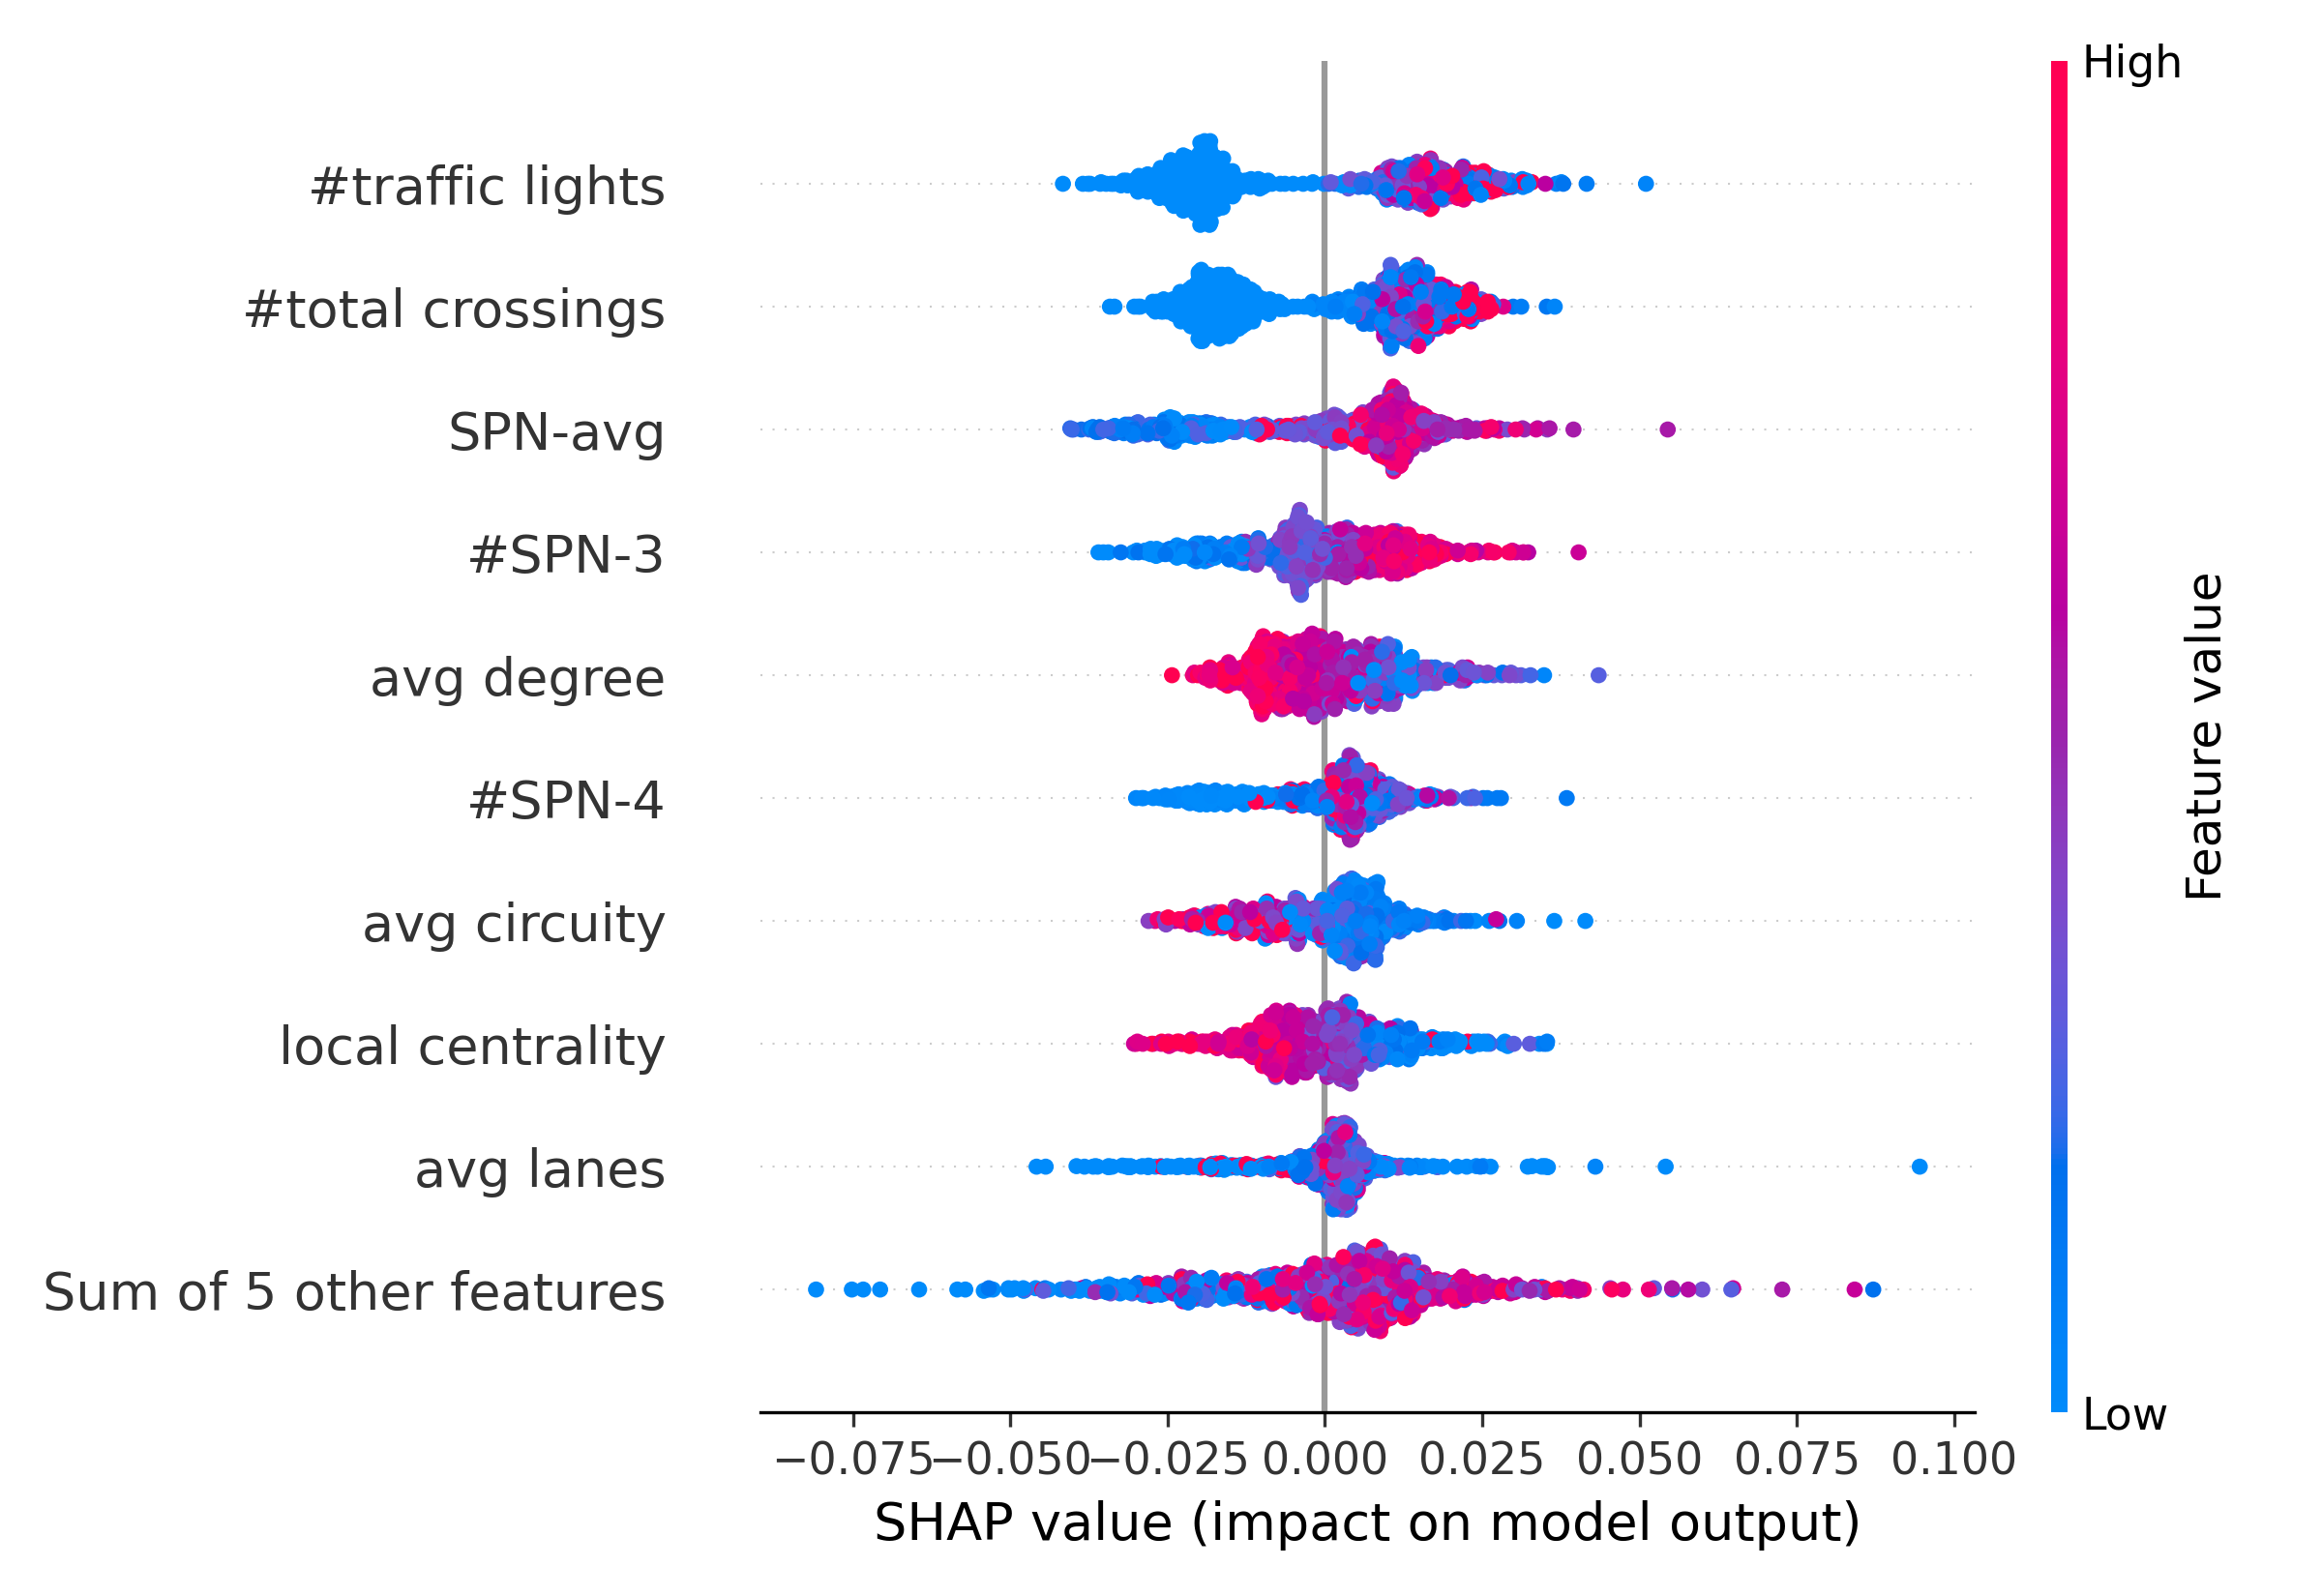 High
#traffic lights
#total crossings
SPN-avg
#SPN-3
avg degree
#SPN-4
avg circuity
local centrality
avg lanes
Sum of 5 other features
Feature value
Low
−0.075 −0.050 −0.025 0.000 0.025 0.050 0.075 0.100
SHAP value (impact on model output)